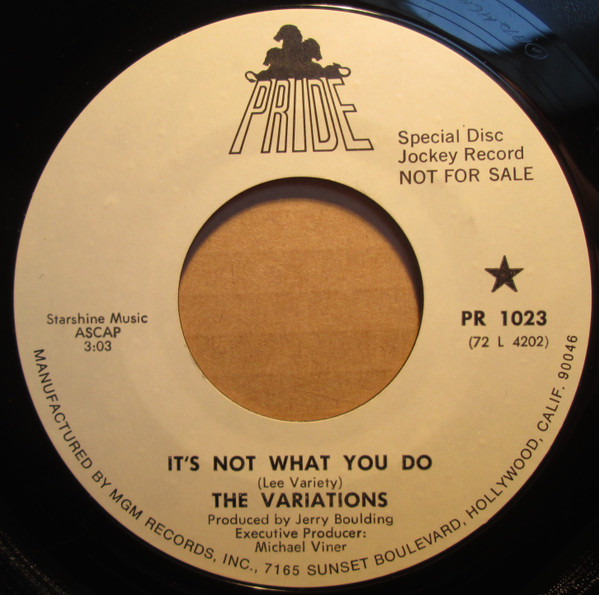 PRIDE
Special Disc
Jockey Record
NOT FOR SALE
Starshine Music
ASCAP
3:03
PR 1023
(72 L 4202)
IT'S NOT WHAT YOU DO
(Lee Variety)
THE VARIATIONS
Produced by Jerry Boulding
Executive Producer:
Michael Viner
MANUFACTURED BY MGM RECORDS, INC., 7165 SUNSET BOULEVARD, HOLLYWOOD, CALIF. 90046